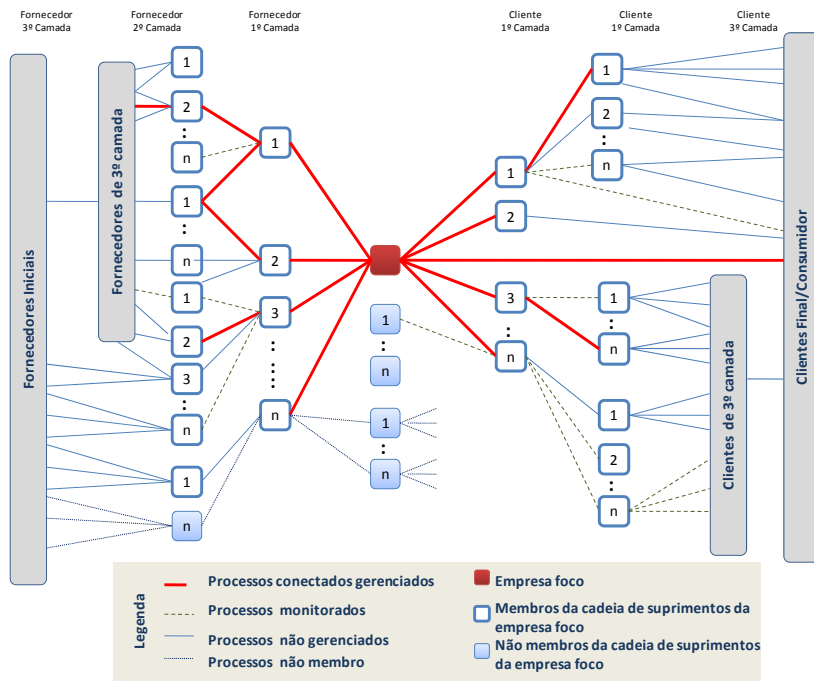 Fornecedor
3º Camada
Fornecedor
2º Camada
Fornecedor
1º Camada
Cliente
1º Camada
Cliente
1º Camada
Cliente
3º Camada
Fornecedores Iniciais
Fornecedores de 3º camada
1
2
n
1
n
1
2
3
n
1
n
1
2
3
n
1
n
1
n
1
2
3
n
1
2
n
1
n
1
2
n
Clientes de 3º camada
Clientes Final/Consumidor
Legenda
Processos conectados gerenciados
Processos monitorados
Processos não gerenciados
Processos não membro
Empresa foco
Membros da cadeia de suprimentos da
empresa foco
Não membros da cadeia de suprimentos
da empresa foco